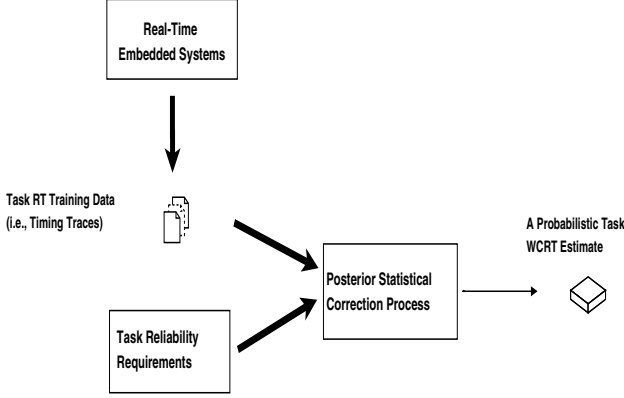 Real-Time
Embedded Systems
Task RT Training Data
(i.e., Timing Traces)
A Probabilistic Task
WCRT Estimate
Posterior Statistical
Correction Process
Task Reliability
Requirements